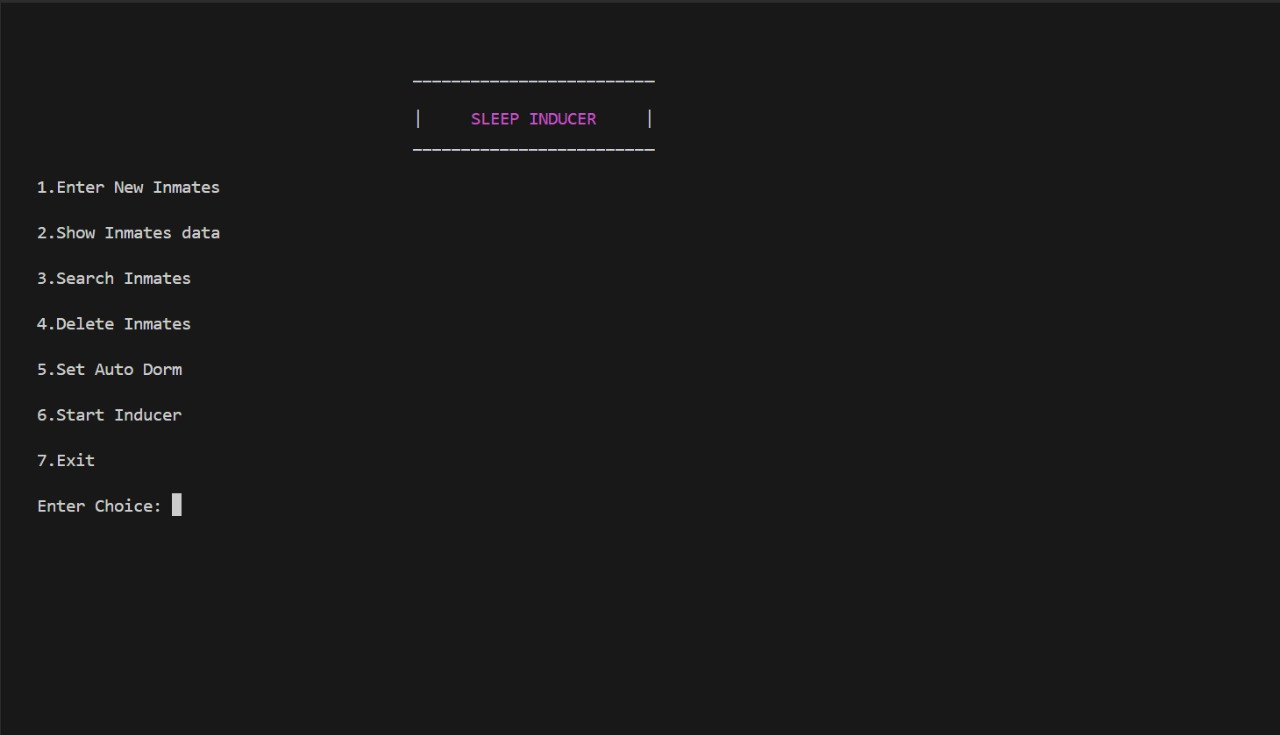 -------------------------
| SLEEP INDUCER |
-------------------------
1.Enter New Inmates
2.Show Inmates data
3.Search Inmates
4.Delete Inmates
5.Set Auto Dorm
6.Start Inducer
7.Exit
Enter Choice: